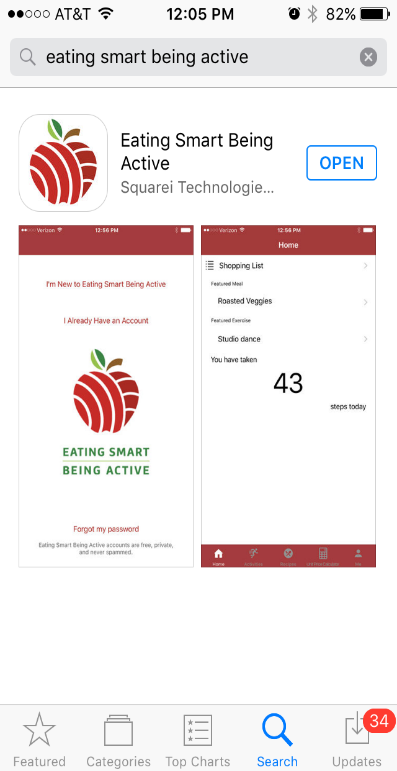 AT&T 12:05 PM 82%
eating smart being active
Eating Smart Being
Active
OPEN
Squarei Technologie...
Verizon 12:56 PM
I'm New to Eating Smart Being Active
I Already Have an Account
EATING SMART
BEING ACTIVE
Forgot my password
Eating Smart Being Active accounts are free, private,
and never spammed.
Verizon 12:56 PM
Home
Shopping List
Featured Meal
Roasted Veggies
Featured Exercise
Studio dance
You have taken
43
steps today
Home
34
Featured Categories Top Charts Search Updates